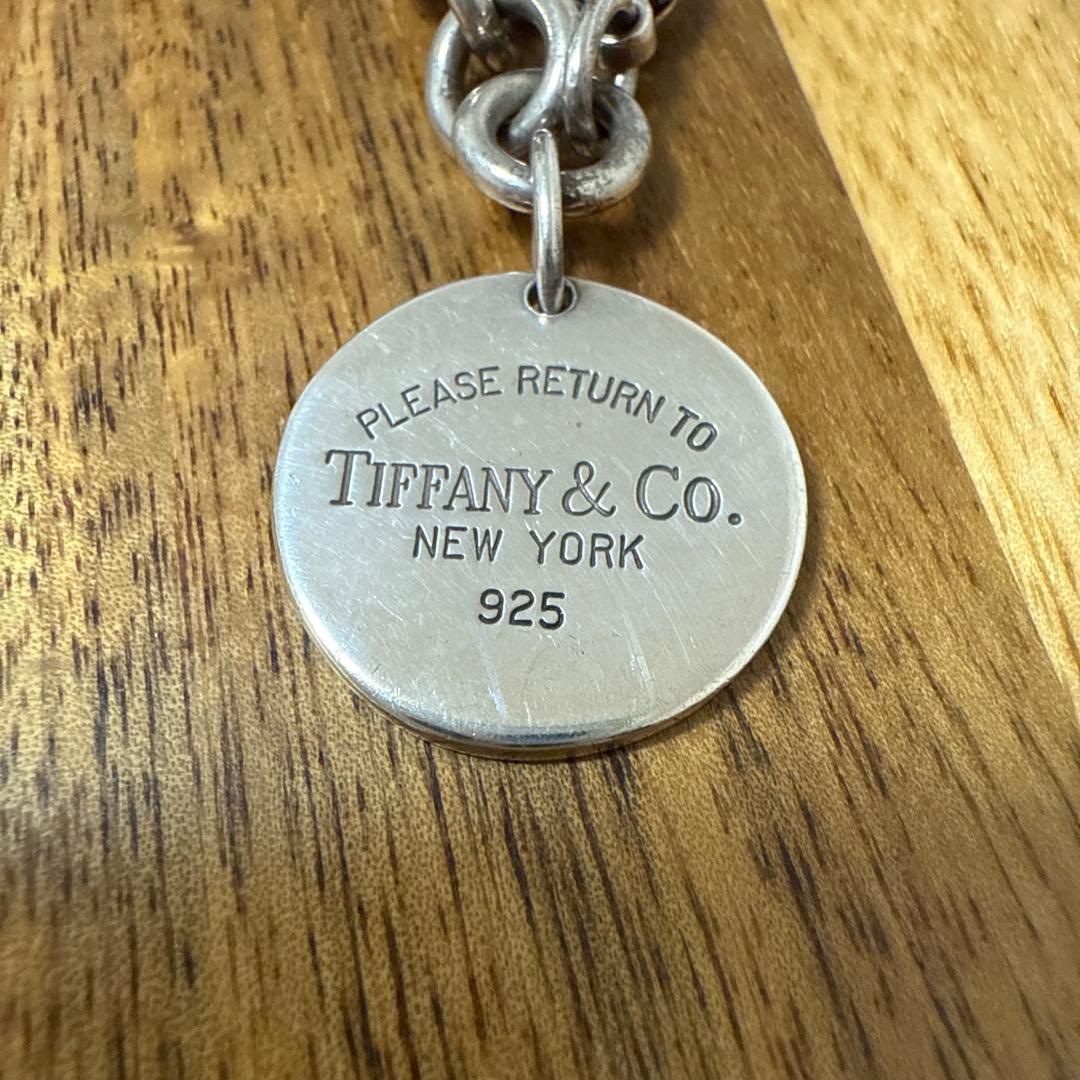 PLEASE RETURN TO
TIFFANY & CO.
NEW YORK
925